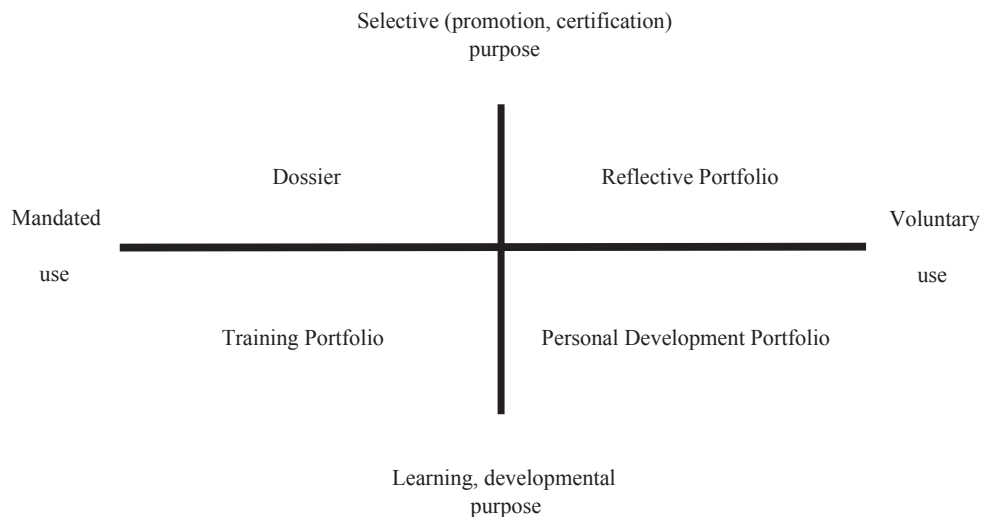 Selective (promotion, certification)
purpose
Dossier
Reflective Portfolio
Mandated
use
Voluntary
use
Training Portfolio
Personal Development Portfolio
Learning, developmental
purpose